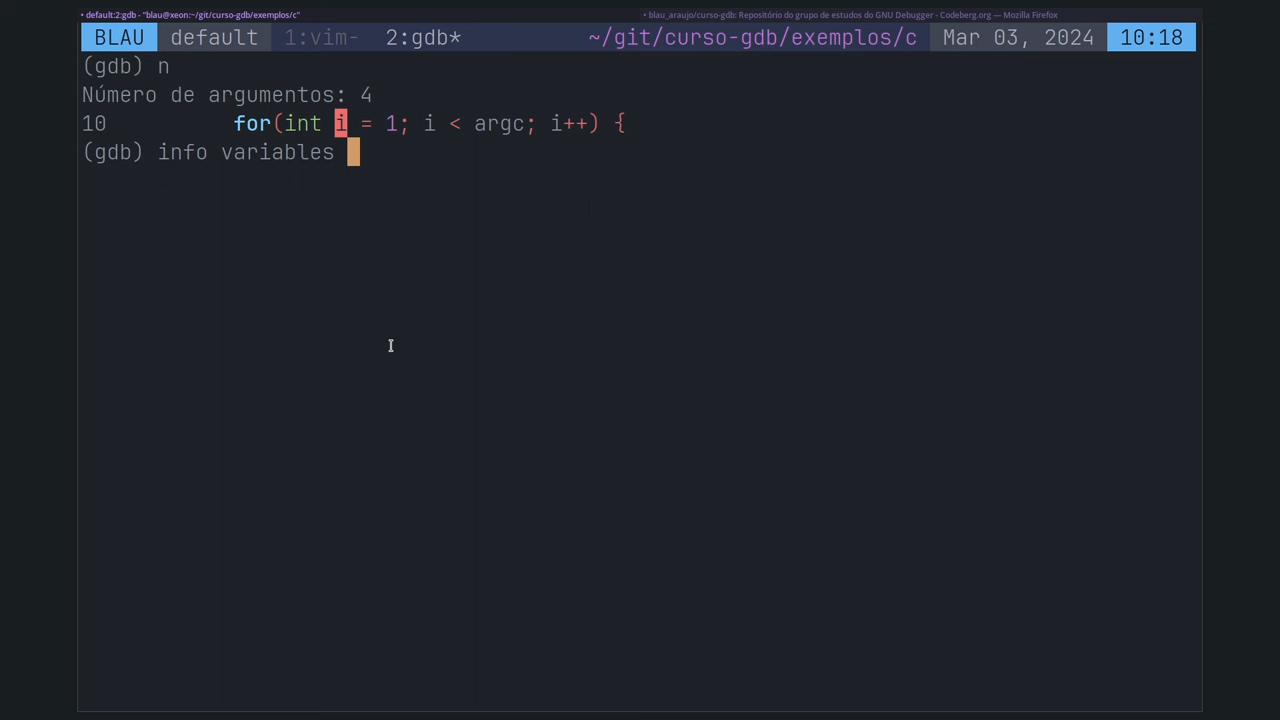 • default:2:gdb - "blau@xeon:~/git/curso-gdb/exemplos/c"
• blau_araujo/curso-gdb: Repositório do grupo de estudos do GNU Debugger - Codeberg.org — Mozilla Firefox
BLAU default 1:vim- 2:gdb* ~/git/curso-gdb/exemplos/c Mar 03, 2024 10:18
(gdb) n
Número de argumentos: 4
10 for(int i = 1; i < argc; i++) {
(gdb) info variables